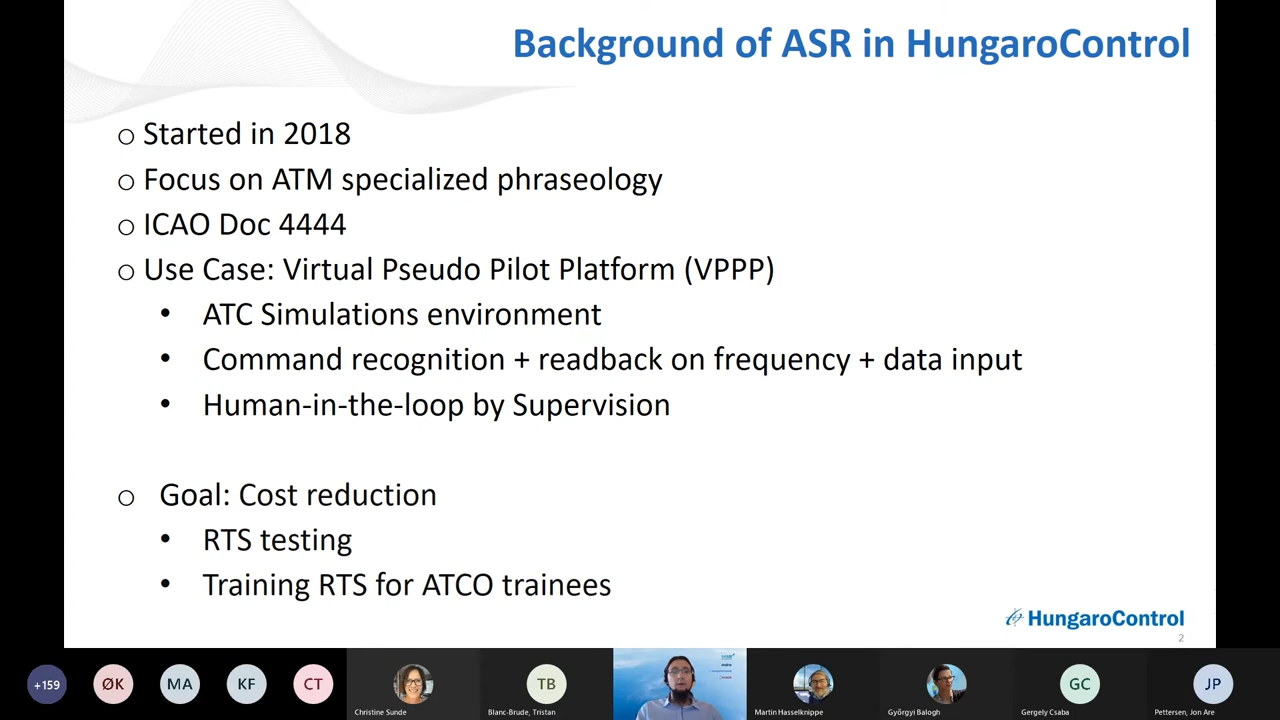 Background of ASR in HungaroControl
o Started in 2018
o Focus on ATM specialized phraseology
o ICAO Doc 4444
o Use Case: Virtual Pseudo Pilot Platform (VPPP)
• ATC Simulations environment
• Command recognition + readback on frequency + data input
• Human-in-the-loop by Supervision
o Goal: Cost reduction
• RTS testing
• Training RTS for ATCO trainees
HungaroControl
2
+159 ØK MA KF CT TB GC JP
Christine Sunde Blanc-Brude, Tristan Martin Hasselknippe Györgyi Balogh Gergely Csaba Pettersen, Jon Are